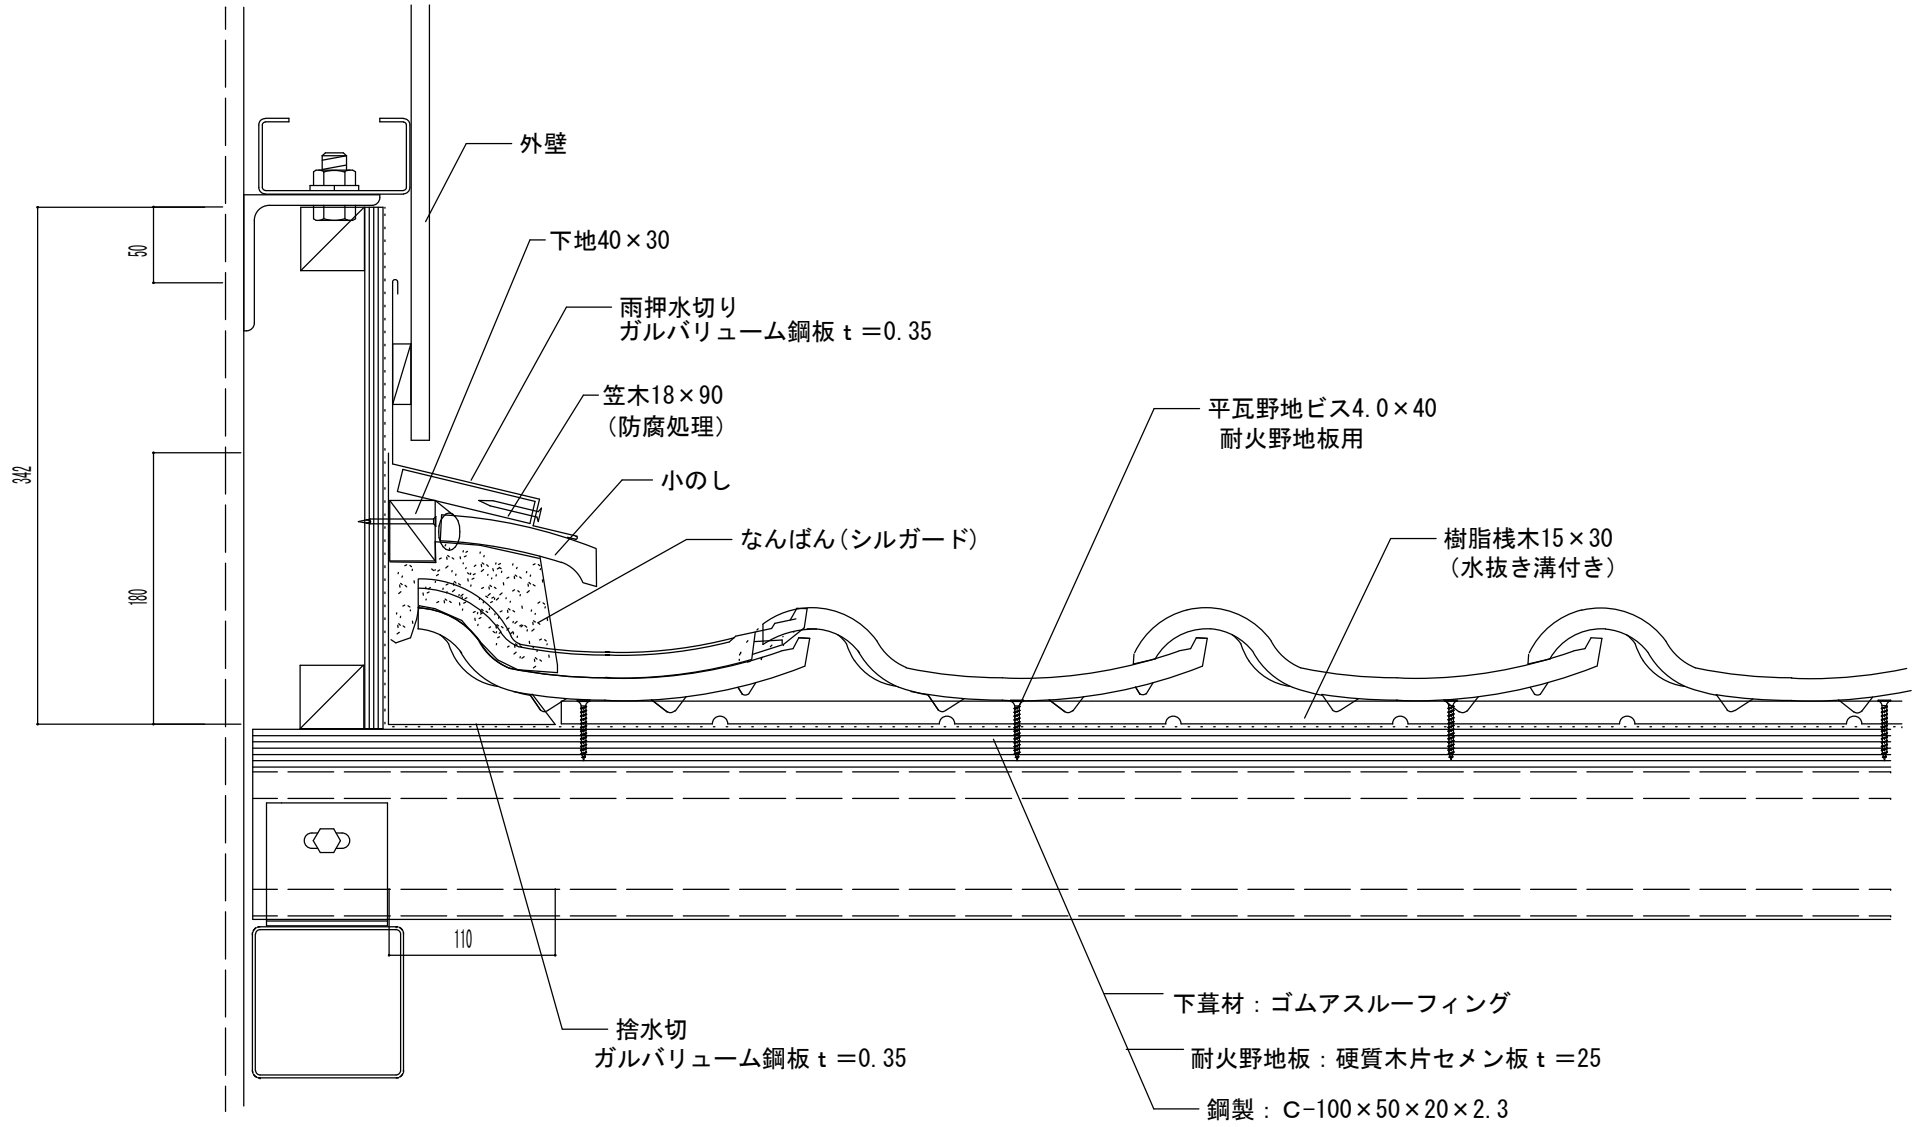 外壁
50
下地40×30
雨押水切り
ガルバリューム鋼板ｔ＝0.35
笠木18×90
（防腐処理）
平瓦野地ビス4.0×40
耐火野地板用
342
小のし
なんばん（シルガード）
樹脂桟木15×30
（水抜き溝付き）
180
110
下葺材：ゴムアスルーフィング
捨水切
ガルバリューム鋼板ｔ＝0.35
耐火野地板：硬質木片セメン板ｔ＝25
鋼製：Ｃ-100×50×20×2.3